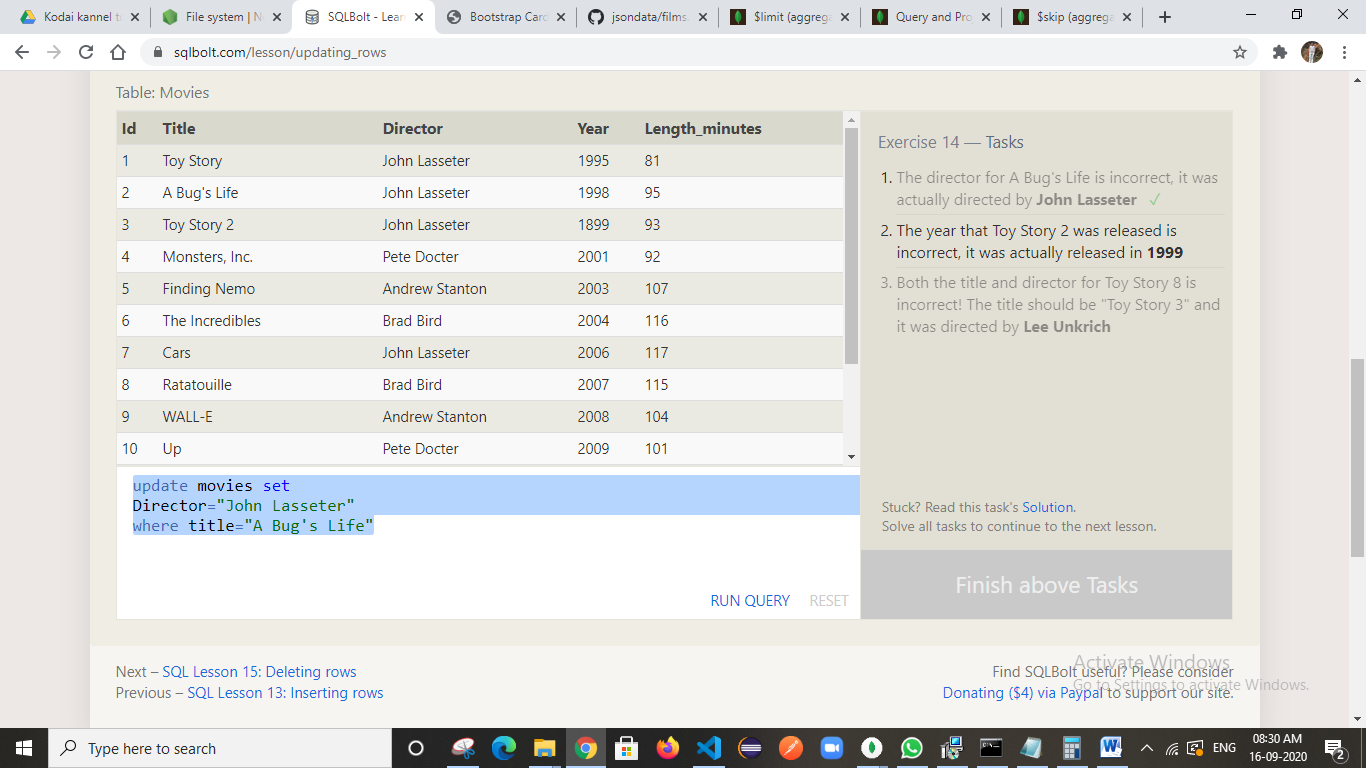 Kodai kannel t
File system | N
SQLBolt - Lear
Bootstrap Card
jsondata/films
$limit (aggrega
Query and Pro
$skip (aggrega
sqlbolt.com/lesson/updating_rows
Table: Movies
Id Title Director Year Length_minutes
1 Toy Story John Lasseter 1995 81
2 A Bug's Life John Lasseter 1998 95
3 Toy Story 2 John Lasseter 1899 93
4 Monsters, Inc. Pete Docter 2001 92
5 Finding Nemo Andrew Stanton 2003 107
6 The Incredibles Brad Bird 2004 116
7 Cars John Lasseter 2006 117
8 Ratatouille Brad Bird 2007 115
9 WALL-E Andrew Stanton 2008 104
10 Up Pete Docter 2009 101
update movies set
Director="John Lasseter"
where title="A Bug's Life"
RUN QUERY RESET
Exercise 14 — Tasks
1. The director for A Bug's Life is incorrect, it was
actually directed by John Lasseter ✓
2. The year that Toy Story 2 was released is
incorrect, it was actually released in 1999
3. Both the title and director for Toy Story 8 is
incorrect! The title should be "Toy Story 3" and
it was directed by Lee Unkrich
Stuck? Read this task's Solution.
Solve all tasks to continue to the next lesson.
Finish above Tasks
Next – SQL Lesson 15: Deleting rows
Previous – SQL Lesson 13: Inserting rows
Find SQLBolt useful? Please consider
Donating ($4) via Paypal to support our site.
Activate Windows
Go to Settings to activate Windows.
Type here to search
ENG
08:30 AM
16-09-2020
2